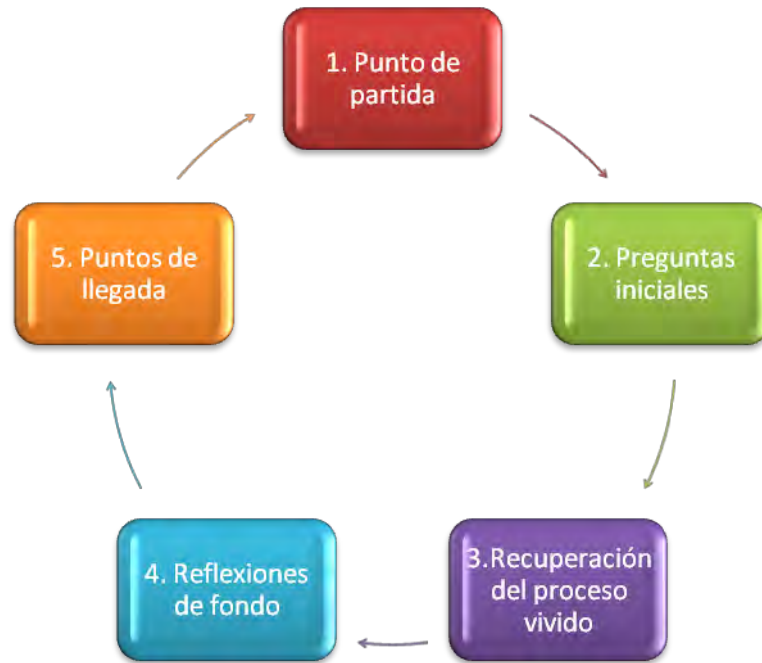 1. Punto de
partida
2. Preguntas
iniciales
3.Recuperación
del proceso
vivido
4. Reflexiones
de fondo
5. Puntos de
llegada